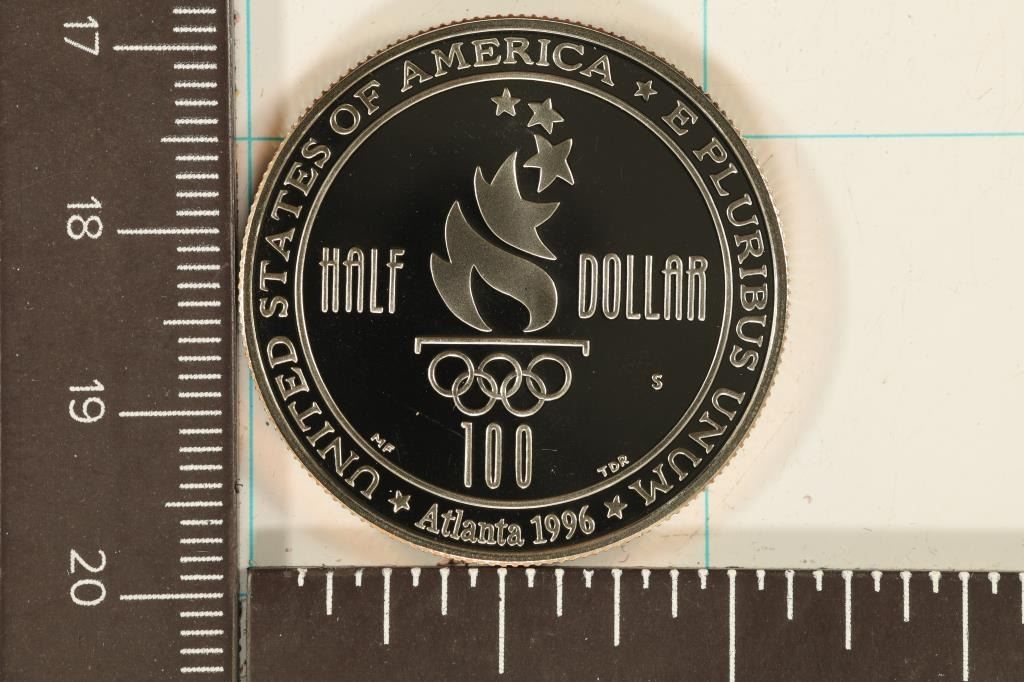 17
18
19
20
UNITED STATES OF AMERICA ★ E PLURIBUS UNUM ★ Atlanta 1996 ★
HALF DOLLAR
S
MF
TDR
100